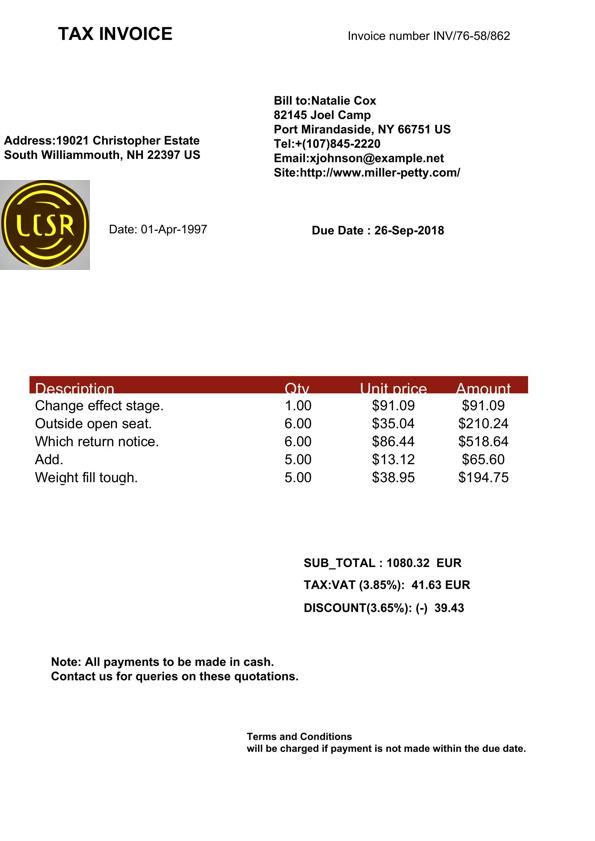 TAX INVOICE
Invoice number INV/76-58/862
Bill to:Natalie Cox
82145 Joel Camp
Port Mirandaside, NY 66751 US
Tel:+(107)845-2220
Email:xjohnson@example.net
Site:http://www.miller-petty.com/
Address:19021 Christopher Estate
South Williammouth, NH 22397 US
LCSR
Date: 01-Apr-1997
Due Date : 26-Sep-2018
Description Qty Unit price Amount
Change effect stage. 1.00 $91.09 $91.09
Outside open seat. 6.00 $35.04 $210.24
Which return notice. 6.00 $86.44 $518.64
Add. 5.00 $13.12 $65.60
Weight fill tough. 5.00 $38.95 $194.75
SUB_TOTAL : 1080.32 EUR
TAX:VAT (3.85%): 41.63 EUR
DISCOUNT(3.65%): (-) 39.43
Note: All payments to be made in cash.
Contact us for queries on these quotations.
Terms and Conditions
will be charged if payment is not made within the due date.